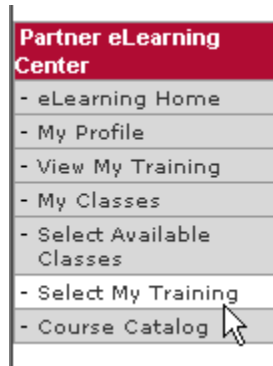 Partner eLearning
Center
- eLearning Home
- My Profile
- View My Training
- My Classes
- Select Available
Classes
- Select My Training
- Course Catalog